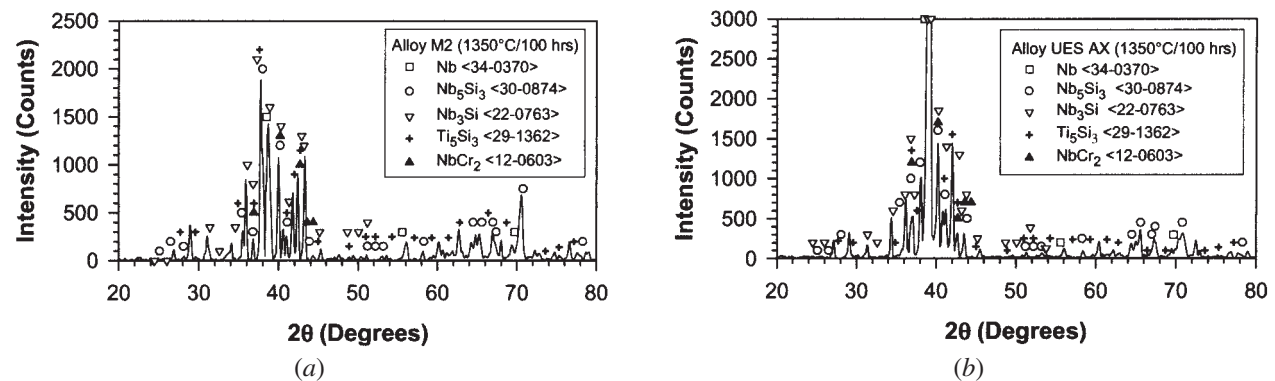 2500
2000
1500
1000
500
0
Intensity (Counts)
Alloy M2 (1350°C/100 hrs)
□ Nb <34-0370>
○ Nb5Si3 <30-0874>
▽ Nb3Si <22-0763>
+ Ti5Si3 <29-1362>
▲ NbCr2 <12-0603>
20 30 40 50 60 70 80
2θ (Degrees)
(a)
3000
2500
2000
1500
1000
500
0
Intensity (Counts)
Alloy UES AX (1350°C/100 hrs)
□ Nb <34-0370>
○ Nb5Si3 <30-0874>
▽ Nb3Si <22-0763>
+ Ti5Si3 <29-1362>
▲ NbCr2 <12-0603>
20 30 40 50 60 70 80
2θ (Degrees)
(b)